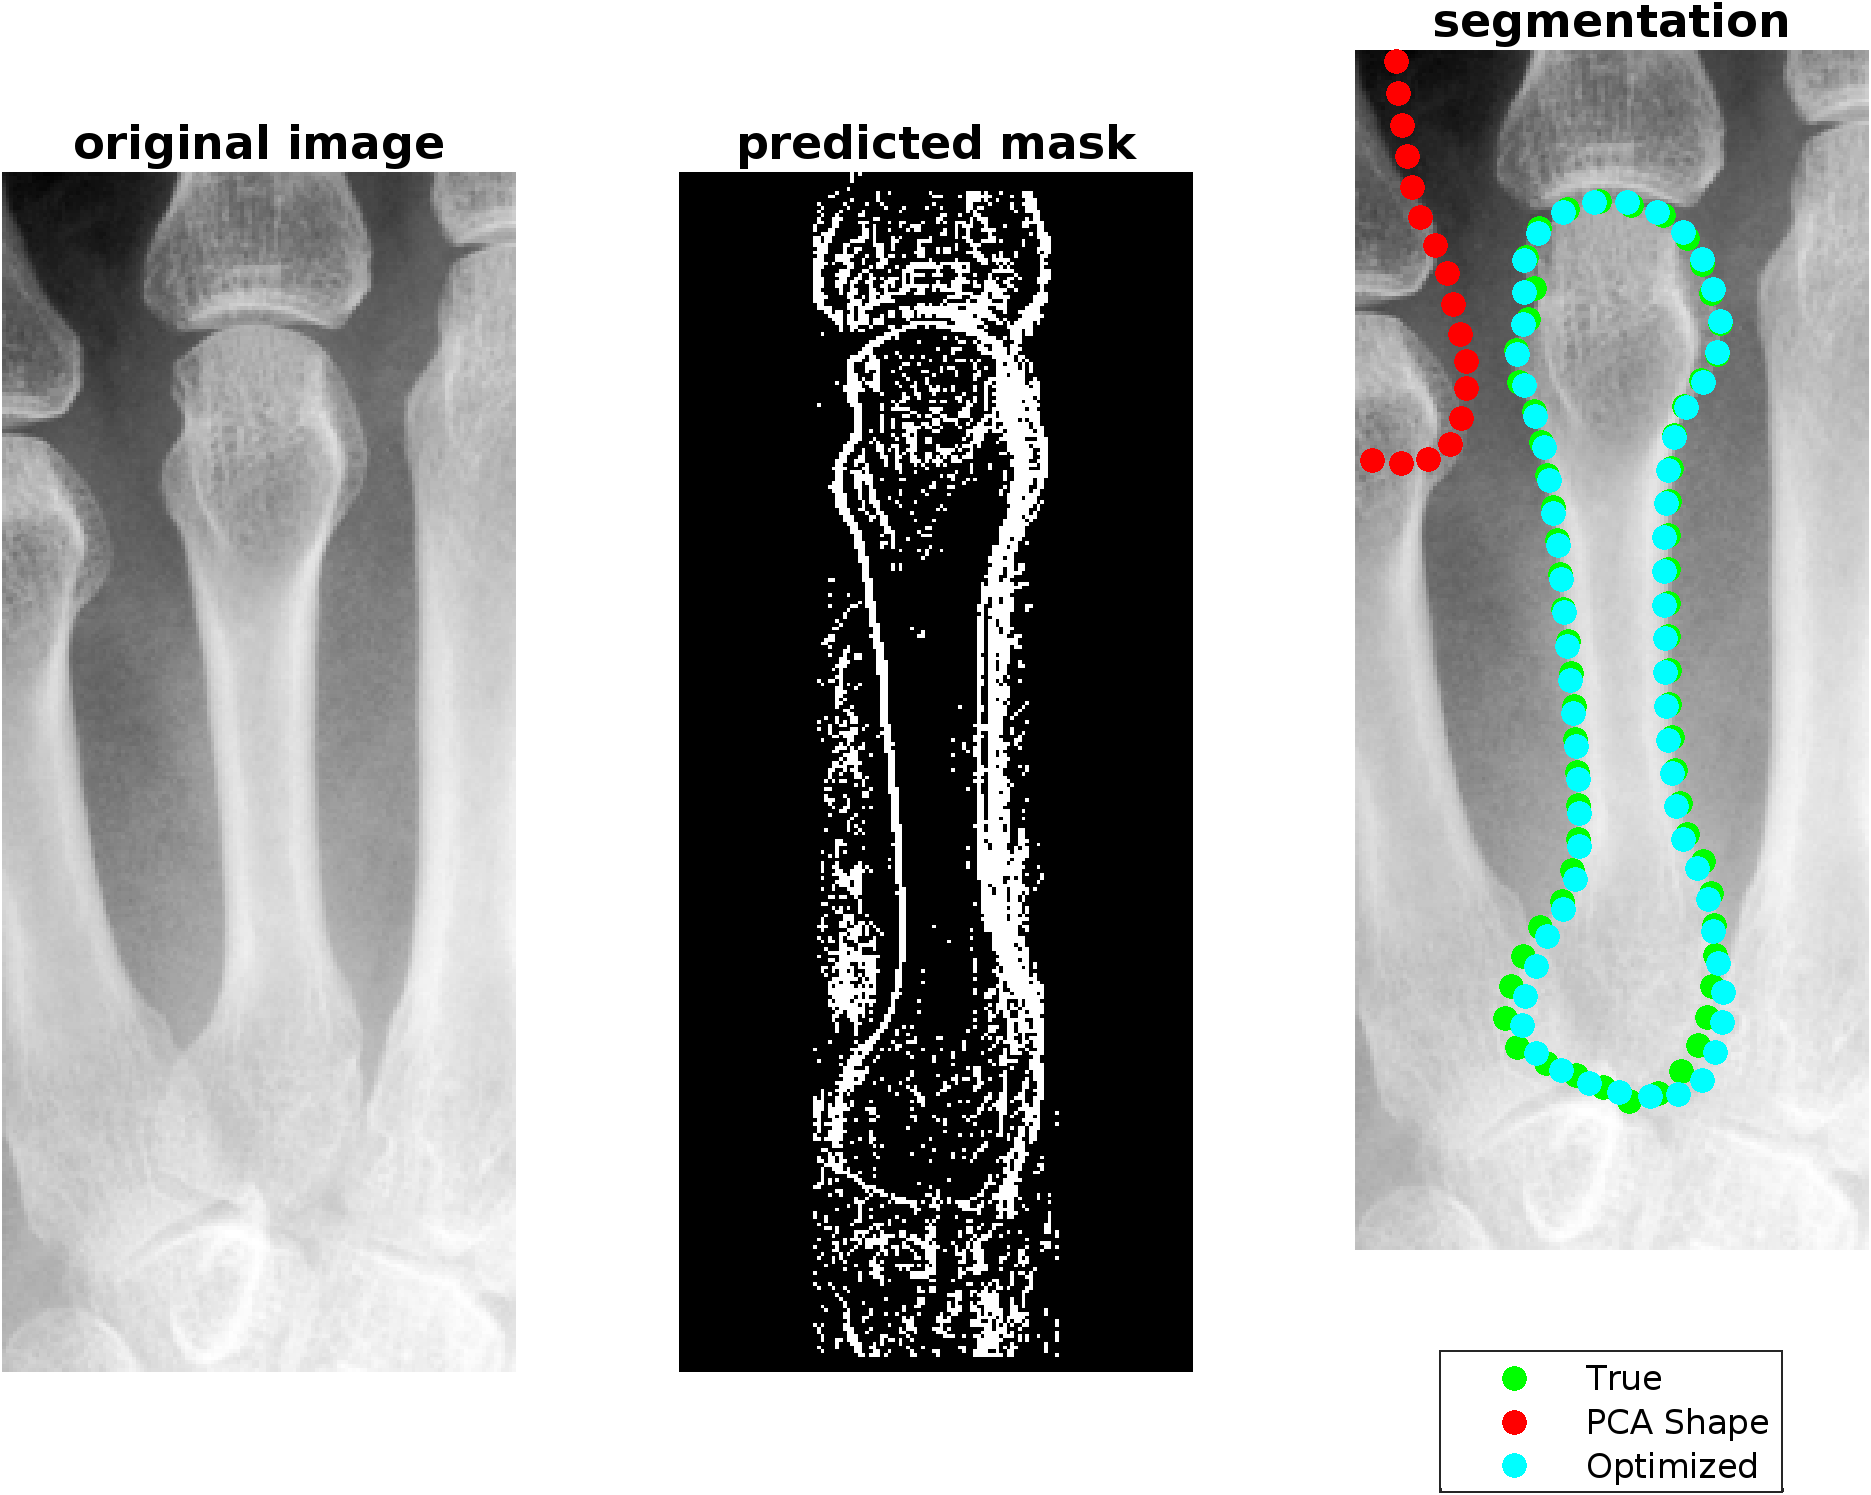 original image
predicted mask
segmentation
True
PCA Shape
Optimized